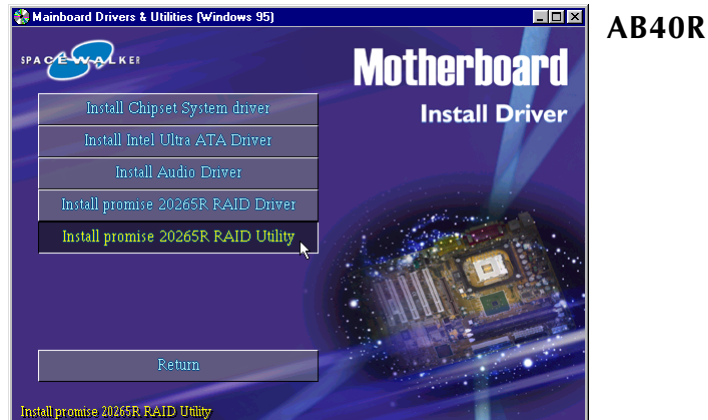 Mainboard Drivers & Utilities (Windows 95)
AB40R
SPACEWALKER
Motherboard
Install Driver
Install Chipset System driver
Install Intel Ultra ATA Driver
Install Audio Driver
Install promise 20265R RAID Driver
Install promise 20265R RAID Utility
Return
Install promise 20265R RAID Utility